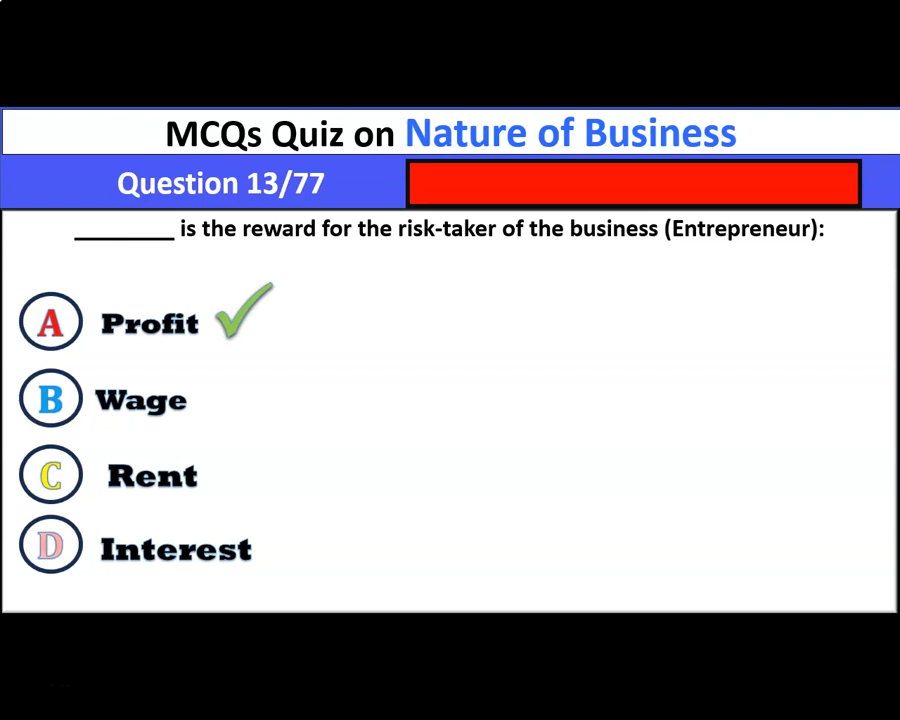 MCQs Quiz on Nature of Business
Question 13/77
________ is the reward for the risk-taker of the business (Entrepreneur):
A Profit
B Wage
C Rent
D Interest